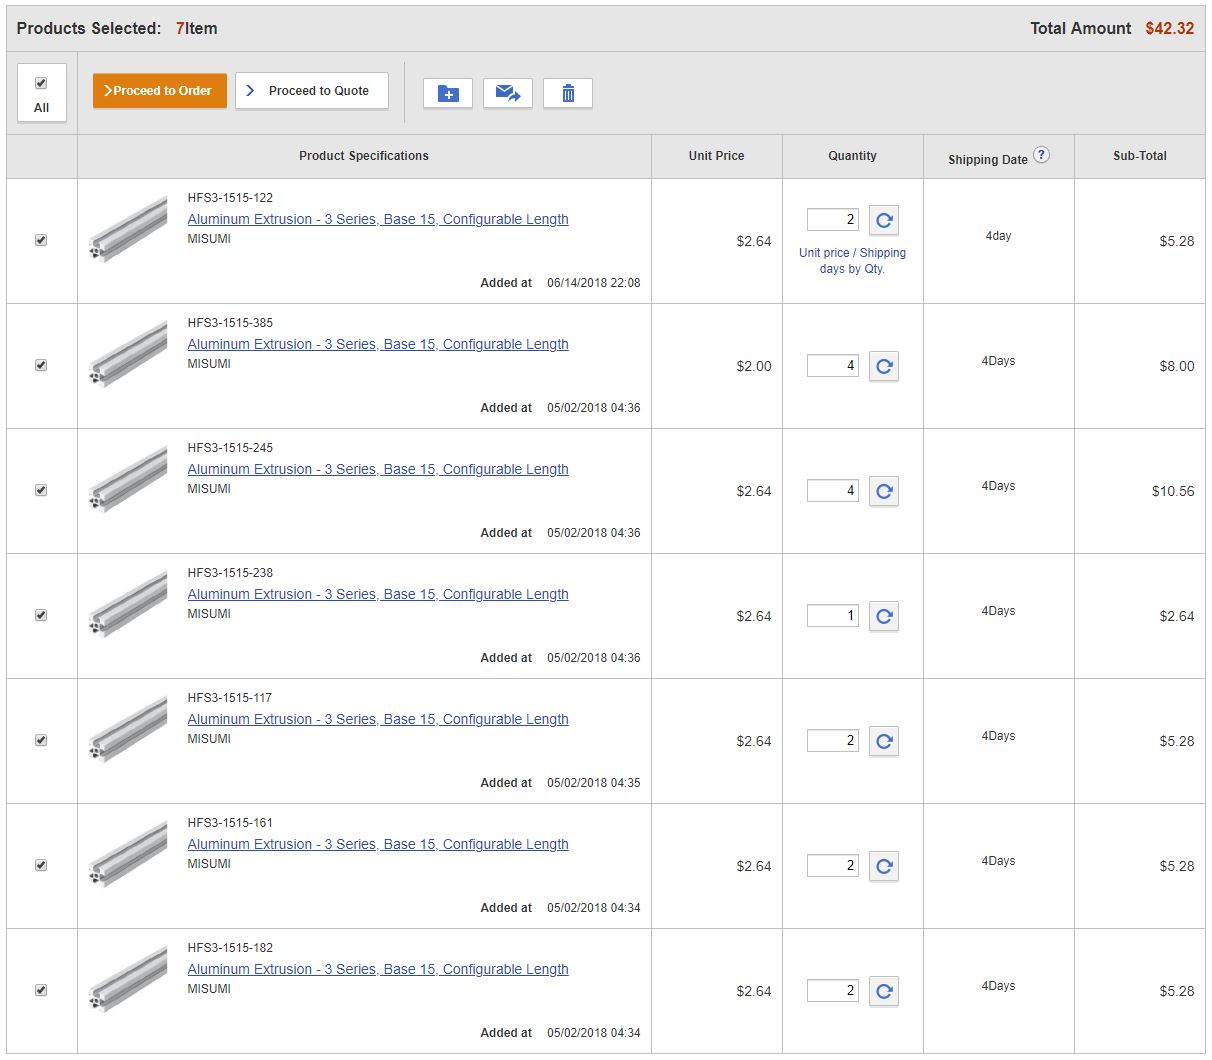 Products Selected: 7Item
Total Amount $42.32
All
Proceed to Order
Proceed to Quote
Product Specifications
Unit Price
Quantity
Shipping Date ?
Sub-Total
HFS3-1515-122
Aluminum Extrusion - 3 Series, Base 15, Configurable Length
MISUMI
Added at 06/14/2018 22:08
$2.64
2
Unit price / Shipping
days by Qty.
4day
$5.28
HFS3-1515-385
Aluminum Extrusion - 3 Series, Base 15, Configurable Length
MISUMI
Added at 05/02/2018 04:36
$2.00
4
4Days
$8.00
HFS3-1515-245
Aluminum Extrusion - 3 Series, Base 15, Configurable Length
MISUMI
Added at 05/02/2018 04:36
$2.64
4
4Days
$10.56
HFS3-1515-238
Aluminum Extrusion - 3 Series, Base 15, Configurable Length
MISUMI
Added at 05/02/2018 04:36
$2.64
1
4Days
$2.64
HFS3-1515-117
Aluminum Extrusion - 3 Series, Base 15, Configurable Length
MISUMI
Added at 05/02/2018 04:35
$2.64
2
4Days
$5.28
HFS3-1515-161
Aluminum Extrusion - 3 Series, Base 15, Configurable Length
MISUMI
Added at 05/02/2018 04:34
$2.64
2
4Days
$5.28
HFS3-1515-182
Aluminum Extrusion - 3 Series, Base 15, Configurable Length
MISUMI
Added at 05/02/2018 04:34
$2.64
2
4Days
$5.28